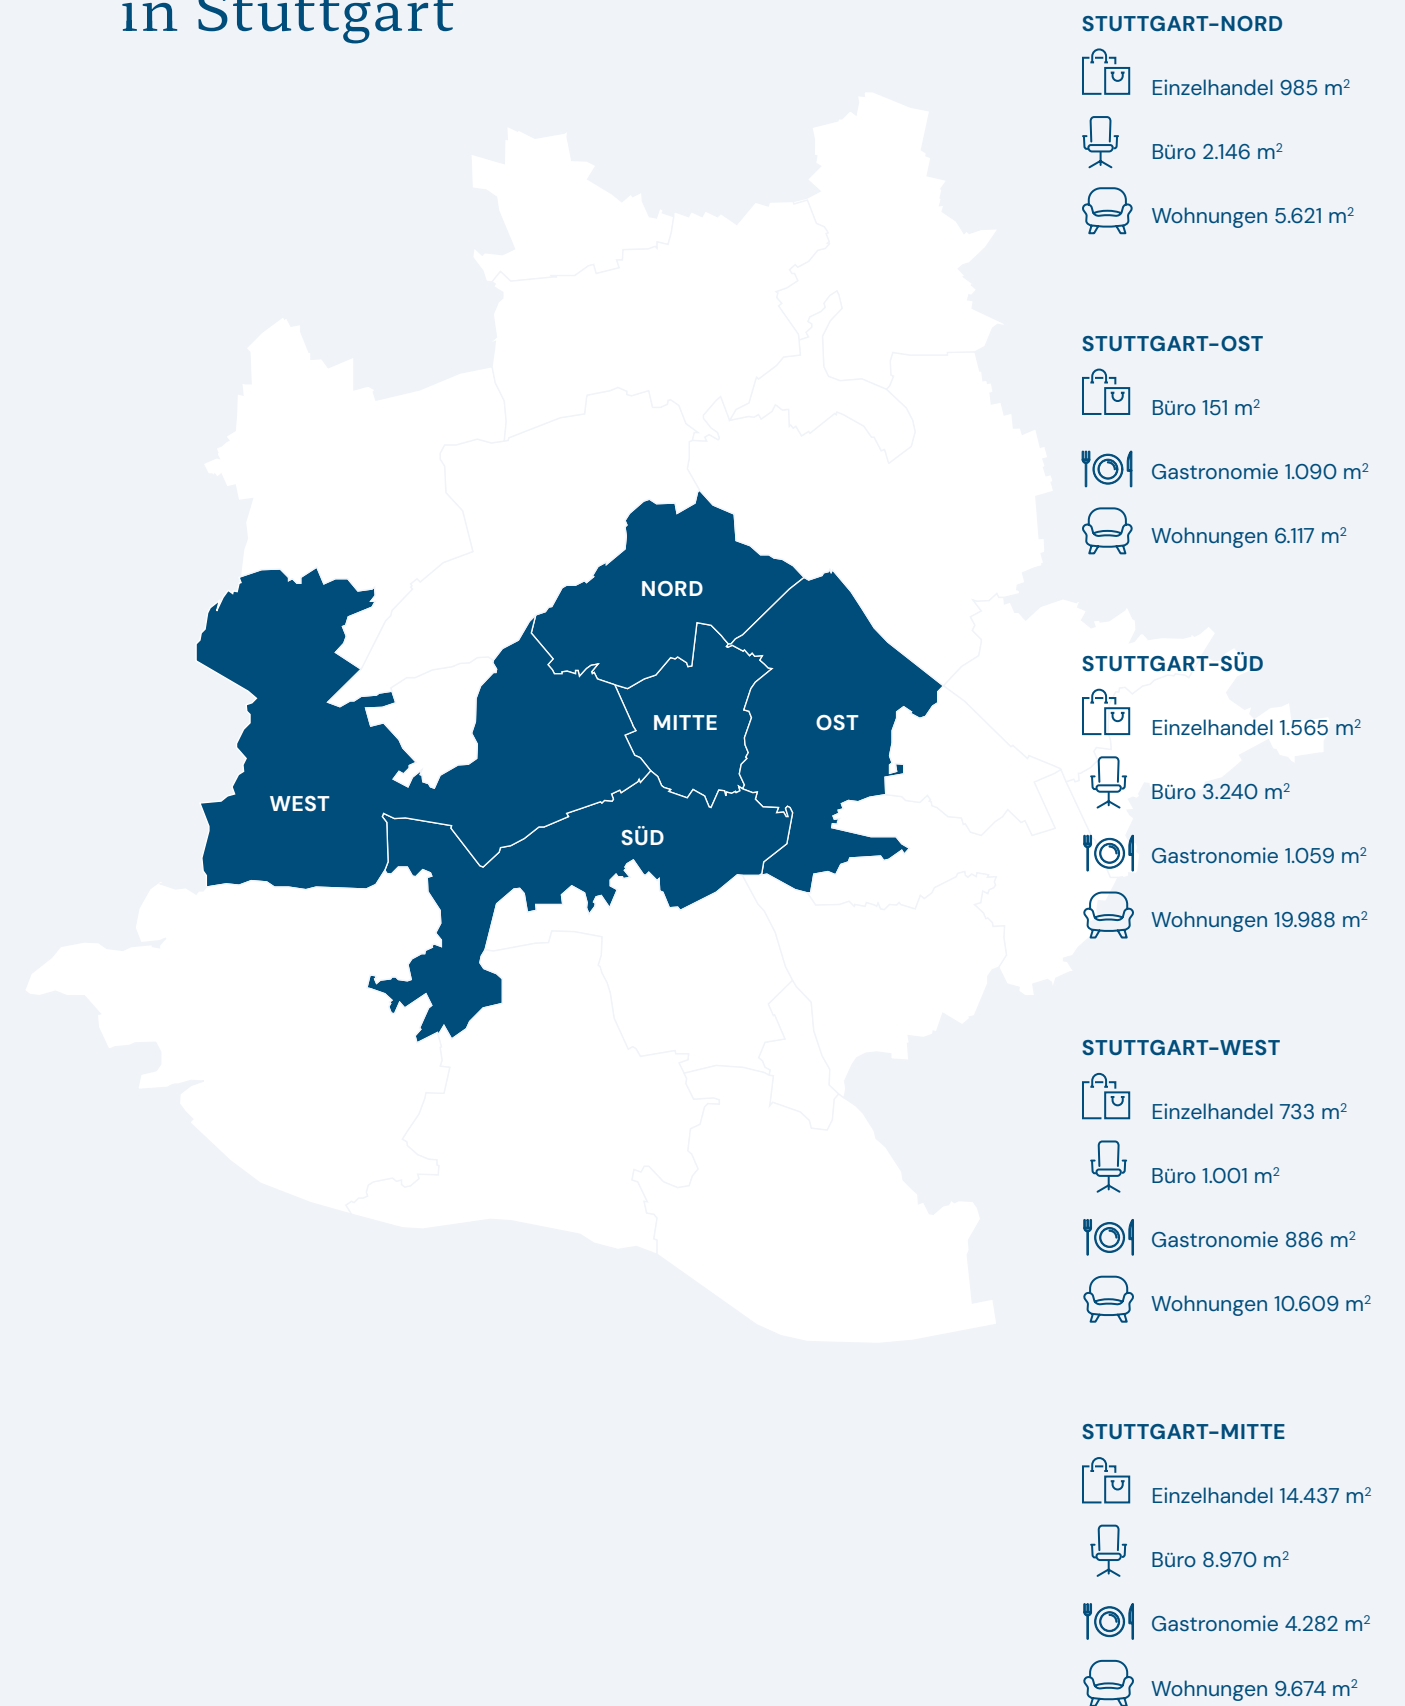 in Stuttgart
NORD
MITTE
OST
WEST
SÜD
STUTTGART-NORD
Einzelhandel 985 m²
Büro 2.146 m²
Wohnungen 5.621 m²
STUTTGART-OST
Büro 151 m²
Gastronomie 1.090 m²
Wohnungen 6.117 m²
STUTTGART-SÜD
Einzelhandel 1.565 m²
Büro 3.240 m²
Gastronomie 1.059 m²
Wohnungen 19.988 m²
STUTTGART-WEST
Einzelhandel 733 m²
Büro 1.001 m²
Gastronomie 886 m²
Wohnungen 10.609 m²
STUTTGART-MITTE
Einzelhandel 14.437 m²
Büro 8.970 m²
Gastronomie 4.282 m²
Wohnungen 9.674 m²